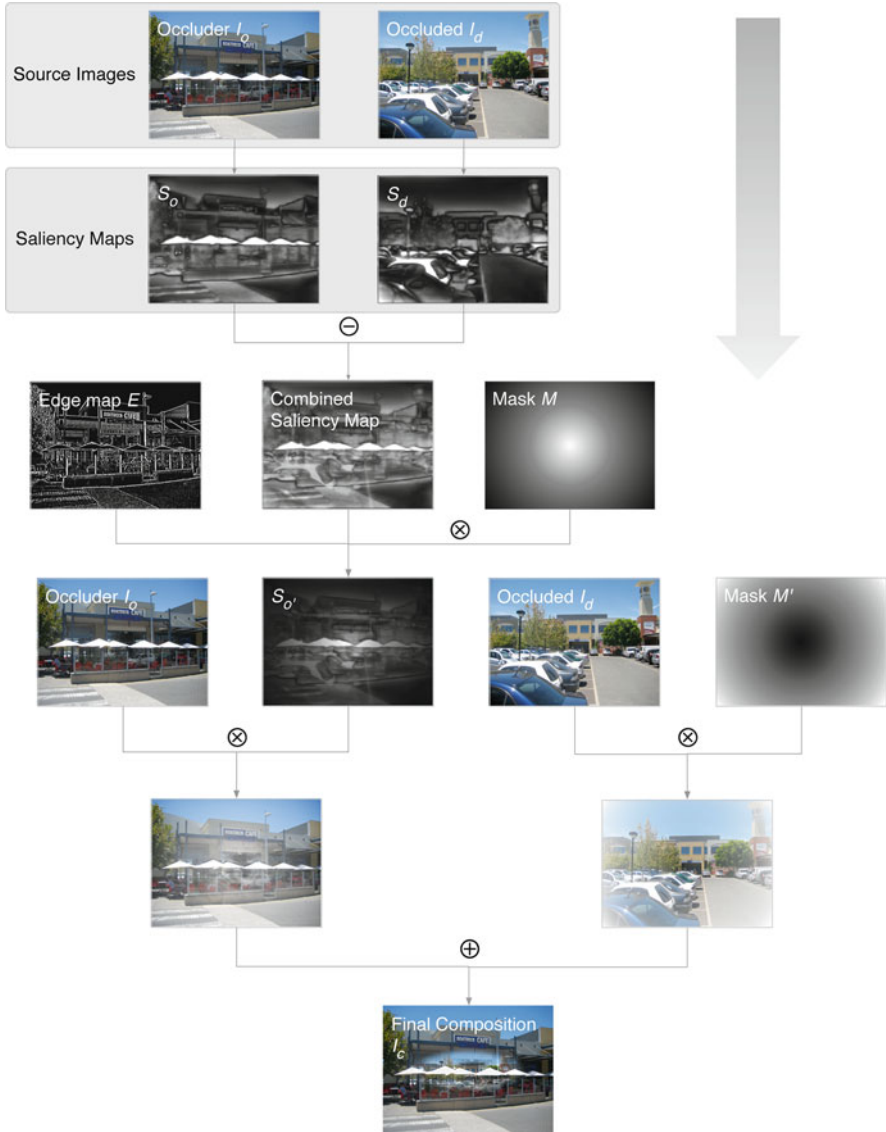 Source Images
Occluder I_o
Occluded I_d
Saliency Maps
S_o
S_d
⊖
Edge map E
Combined
Saliency Map
Mask M
⊗
Occluder I_o
S_o'
Occluded I_d
Mask M'
⊗
⊗
⊕
Final Composition
I_c